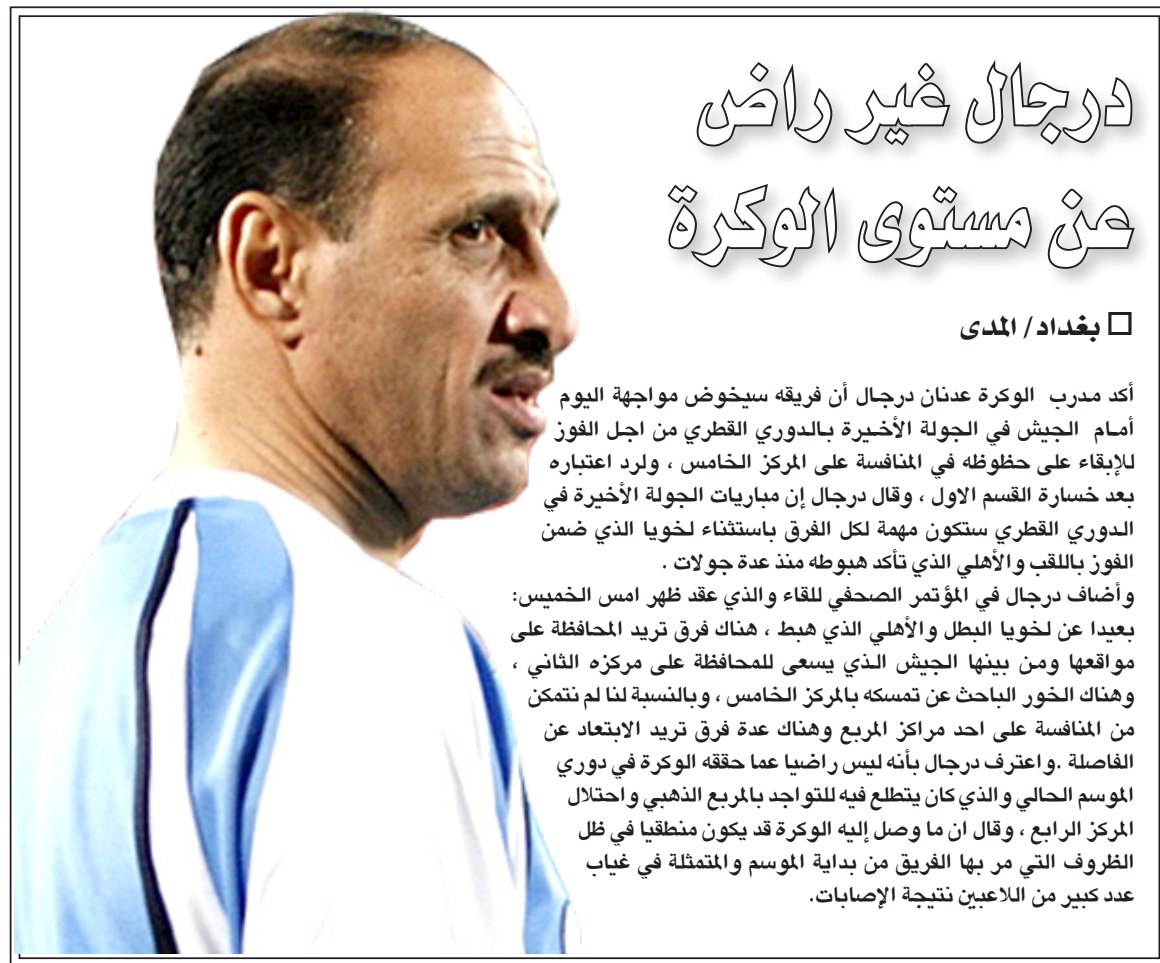 درجال غير راض
عن مستوى الوكرة
□ بغداد/ المدى
أكد مدرب الوكرة عدنان درجال أن فريقه سيخوض مواجهة اليوم
أمام الجيش في الجولة الأخيرة بالدوري القطري من اجل الفوز
للإبقاء على حظوظه في المنافسة على المركز الخامس ، ولرد اعتباره
بعد خسارة القسم الاول ، وقال درجال إن مباريات الجولة الأخيرة في
الدوري القطري ستكون مهمة لكل الفرق باستثناء لخويا الذي ضمن
الفوز باللقب والأهلي الذي تأكد هبوطه منذ عدة جولات .
وأضاف درجال في المؤتمر الصحفي للقاء والذي عقد ظهر امس الخميس:
بعيدا عن لخويا البطل والأهلي الذي هبط ، هناك فرق تريد المحافظة على
مواقعها ومن بينها الجيش الذي يسعى للمحافظة على مركزه الثاني ،
وهناك الخور الباحث عن تمسكه بالمركز الخامس ، وبالنسبة لنا لم نتمكن
من المنافسة على احد مراكز المربع وهناك عدة فرق تريد الابتعاد عن
الفاصلة .واعترف درجال بأنه ليس راضيا عما حققه الوكرة في دوري
الموسم الحالي والذي كان يتطلع فيه للتواجد بالمربع الذهبي واحتلال
المركز الرابع ، وقال ان ما وصل إليه الوكرة قد يكون منطقيا في ظل
الظروف التي مر بها الفريق من بداية الموسم والمتمثلة في غياب
عدد كبير من اللاعبين نتيجة الإصابات.